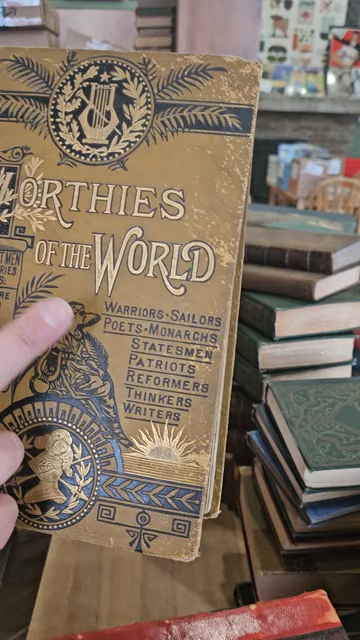 WORTHIES
OF THE WORLD
WARRIORS · SAILORS
POETS · MONARCHS
STATESMEN
PATRIOTS
REFORMERS
THINKERS
WRITERS